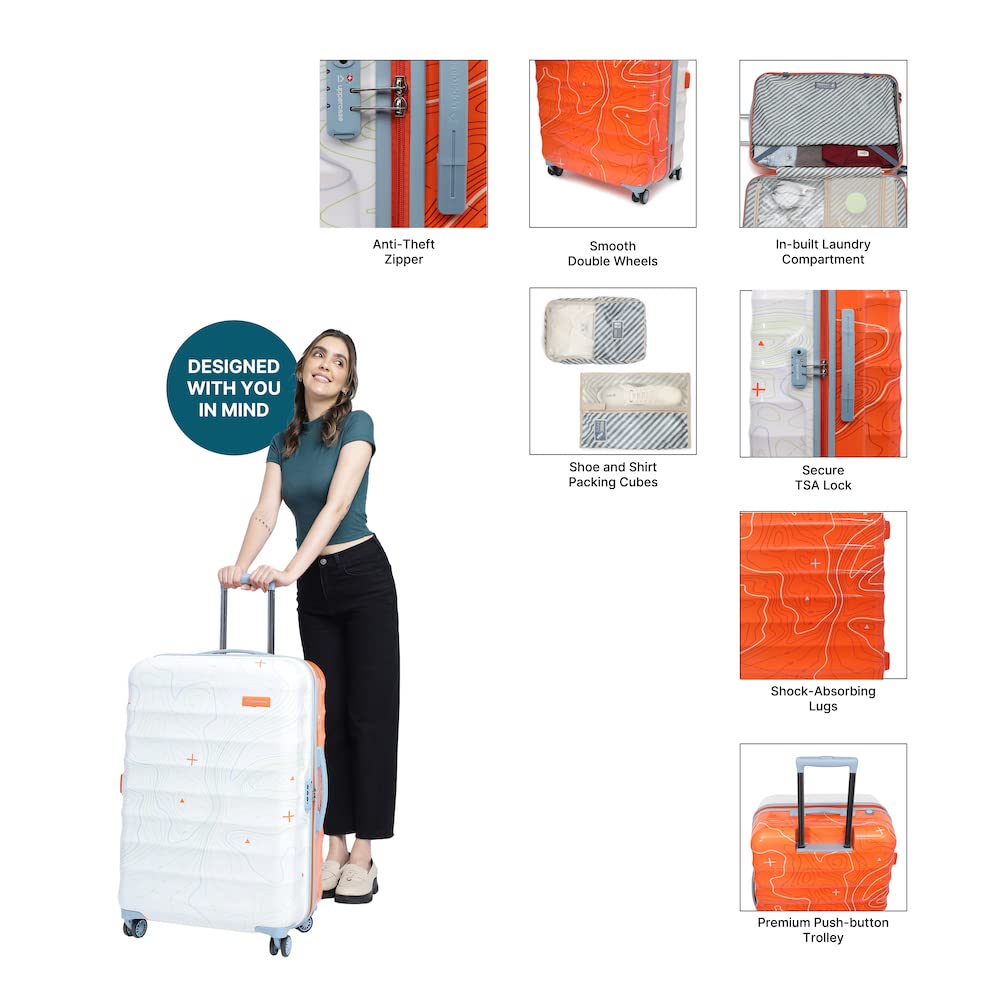 uppercase
Anti-Theft
Zipper
Smooth
Double Wheels
In-built Laundry
Compartment
DESIGNED
WITH YOU
IN MIND
Shoe and Shirt
Packing Cubes
Secure
TSA Lock
Shock-Absorbing
Lugs
Premium Push-button
Trolley